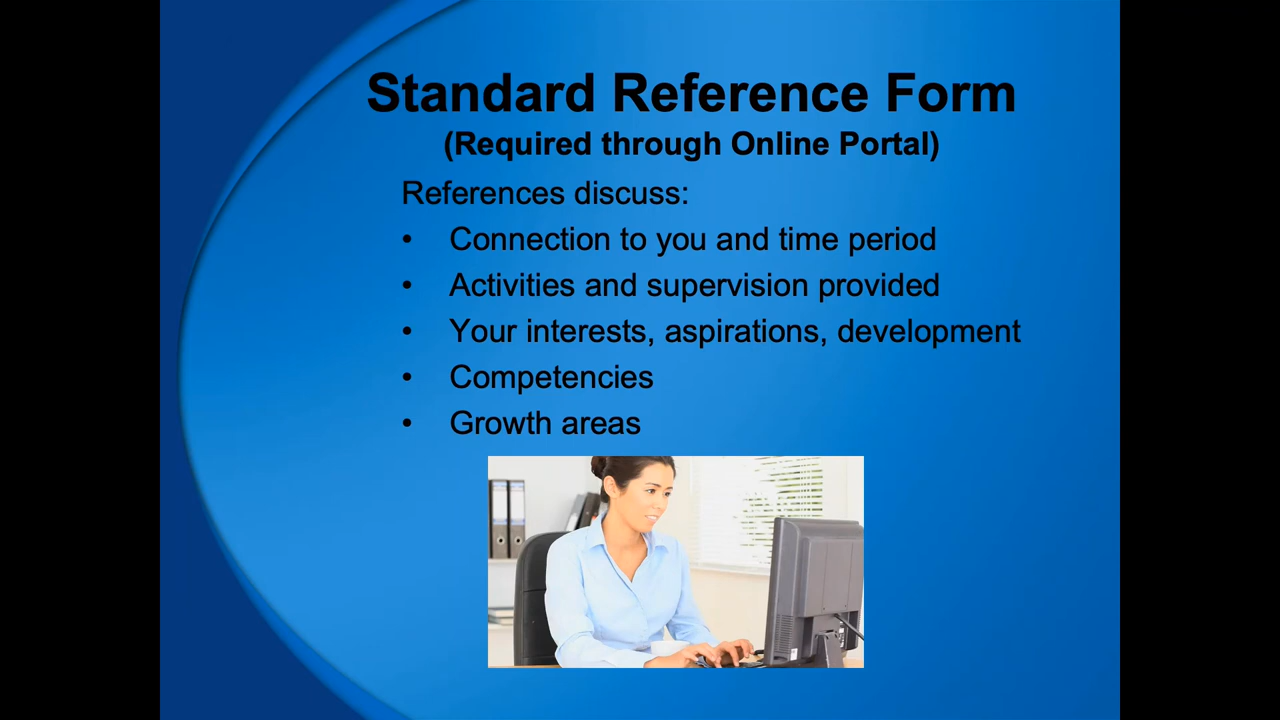 Standard Reference Form
(Required through Online Portal)
References discuss:
• Connection to you and time period
• Activities and supervision provided
• Your interests, aspirations, development
• Competencies
• Growth areas